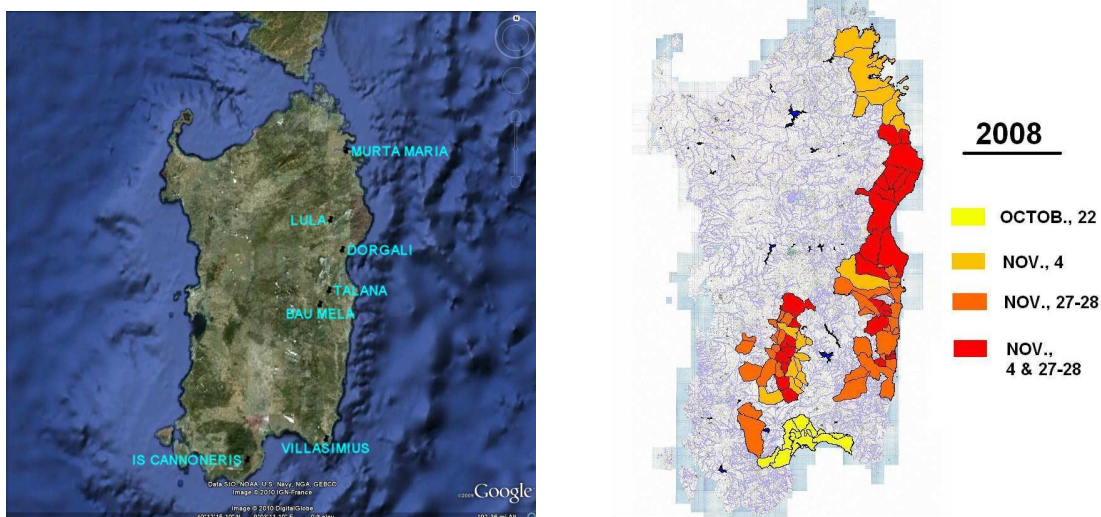 N
MURTA MARIA
LULA
DORGALI
TALANA
BAU MELA
VILLASIMIUS
IS CANNONERIS
Data SIO, NOAA, U.S. Navy, NGA, GEBCO
Image © 2010 IGN-France
Image © 2010 DigitalGlobe
©2009 Google
2008
OCTOB., 22
NOV., 4
NOV., 27-28
NOV.,
4 & 27-28